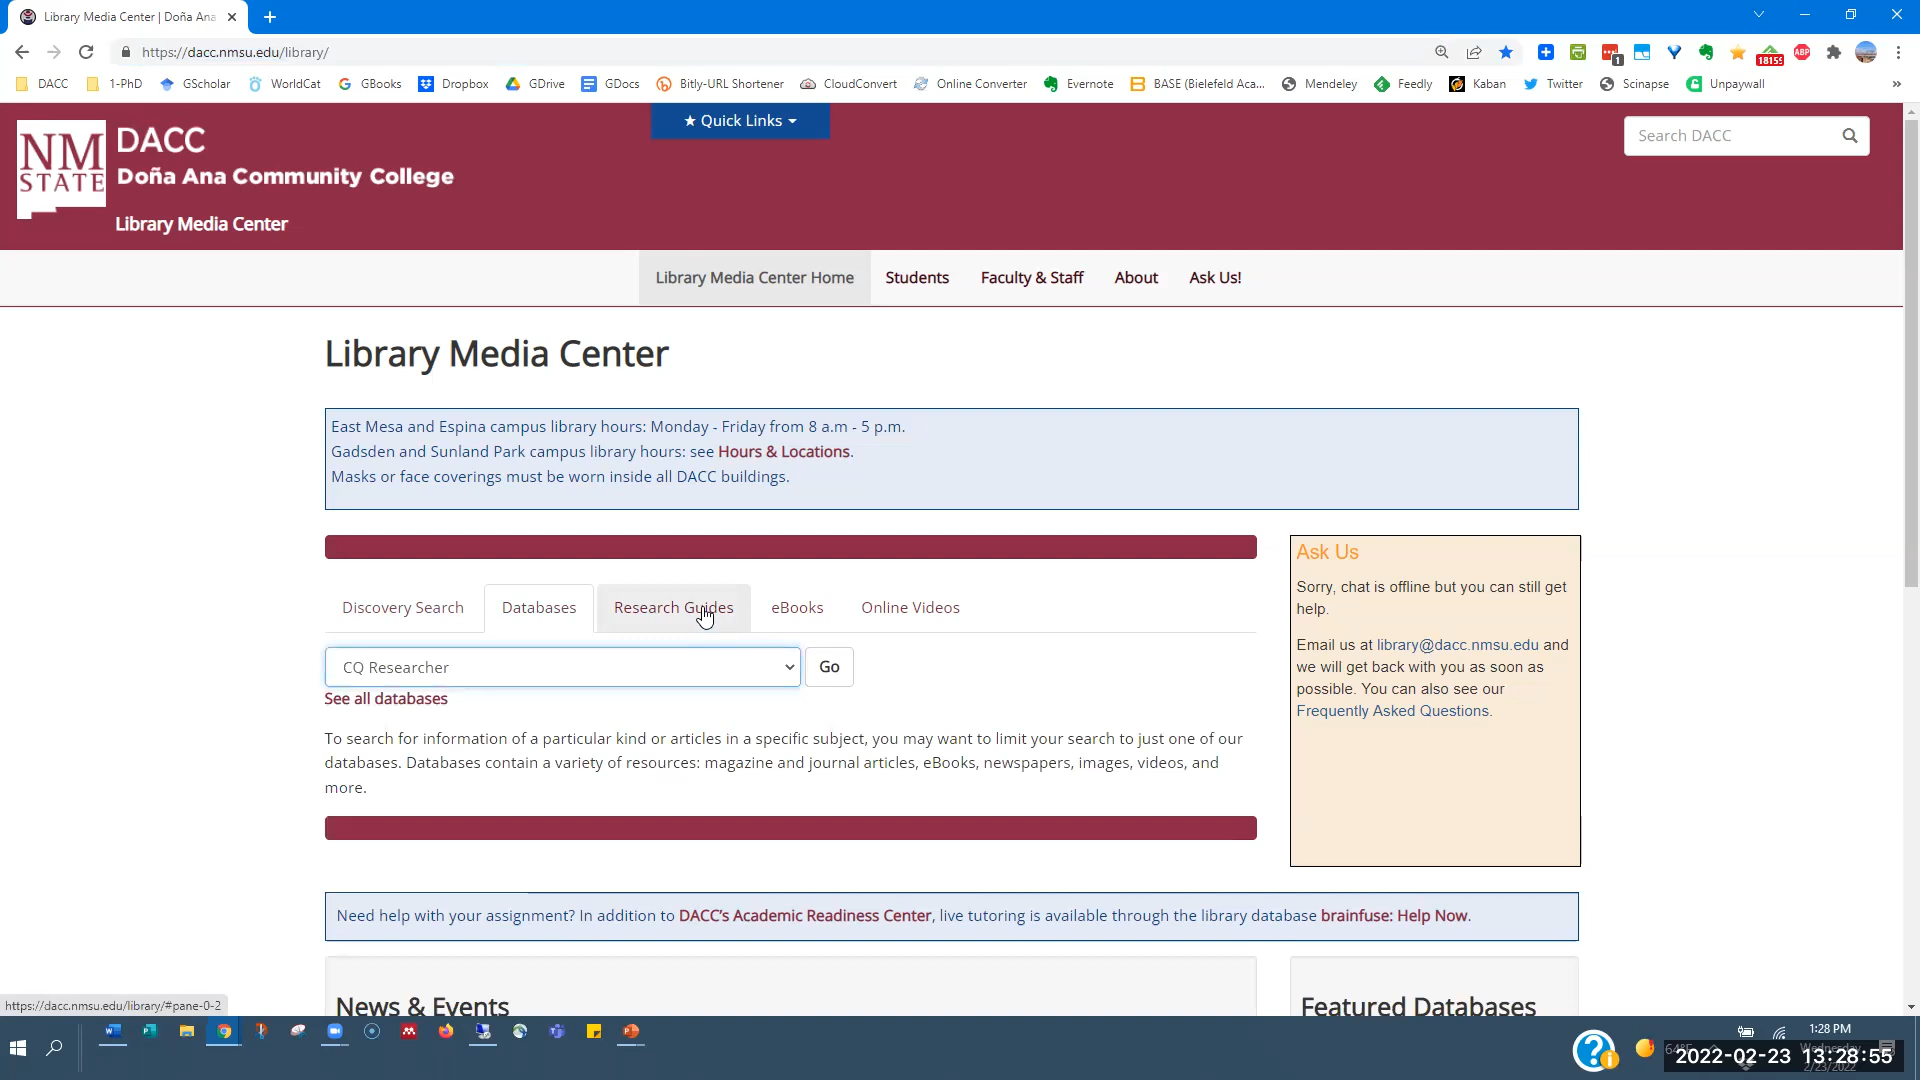 Library Media Center | Doña Ana
https://dacc.nmsu.edu/library/
1
18155
ABP
DACC
1-PhD
GScholar
WorldCat
GBooks
Dropbox
GDrive
GDocs
Bitly-URL Shortener
CloudConvert
Online Converter
Evernote
BASE (Bielefeld Aca...
Mendeley
Feedly
Kaban
Twitter
Scinapse
Unpaywall
»
★ Quick Links
NM
STATE
DACC
Doña Ana Community College
Library Media Center
Search DACC
Library Media Center Home
Students
Faculty & Staff
About
Ask Us!
Library Media Center
East Mesa and Espina campus library hours: Monday - Friday from 8 a.m - 5 p.m.
Gadsden and Sunland Park campus library hours: see Hours & Locations.
Masks or face coverings must be worn inside all DACC buildings.
Discovery Search
Databases
Research Guides
eBooks
Online Videos
CQ Researcher
Go
See all databases
To search for information of a particular kind or articles in a specific subject, you may want to limit your search to just one of our
databases. Databases contain a variety of resources: magazine and journal articles, eBooks, newspapers, images, videos, and
more.
Ask Us
Sorry, chat is offline but you can still get
help.
Email us at library@dacc.nmsu.edu and
we will get back with you as soon as
possible. You can also see our
Frequently Asked Questions.
Need help with your assignment? In addition to DACC's Academic Readiness Center, live tutoring is available through the library database brainfuse: Help Now.
News & Events
Featured Databases
https://dacc.nmsu.edu/library/#pane-0-2
64°F
1:28 PM
Wednesday
2/23/2022
2022-02-23 13:28:55